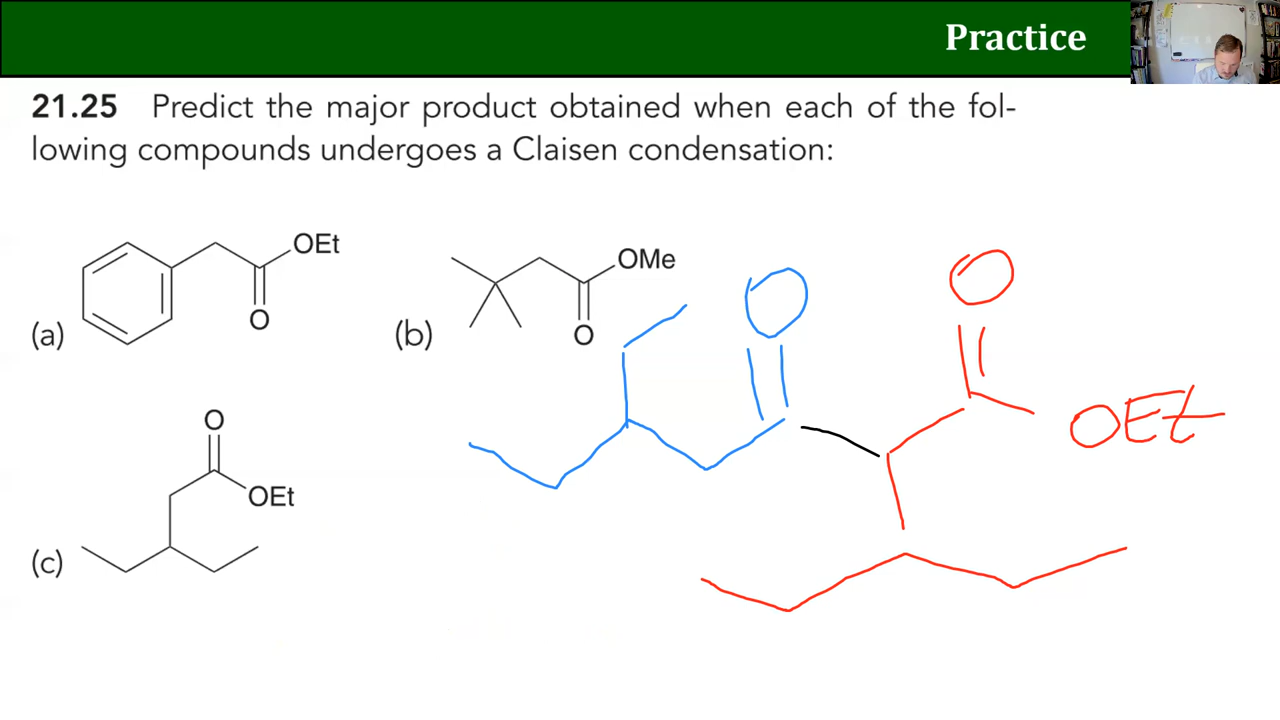 Practice
21.25 Predict the major product obtained when each of the fol-
lowing compounds undergoes a Claisen condensation:
(a)
OEt
O
(b)
OMe
O
O
O
OEt
(c)
O
OEt